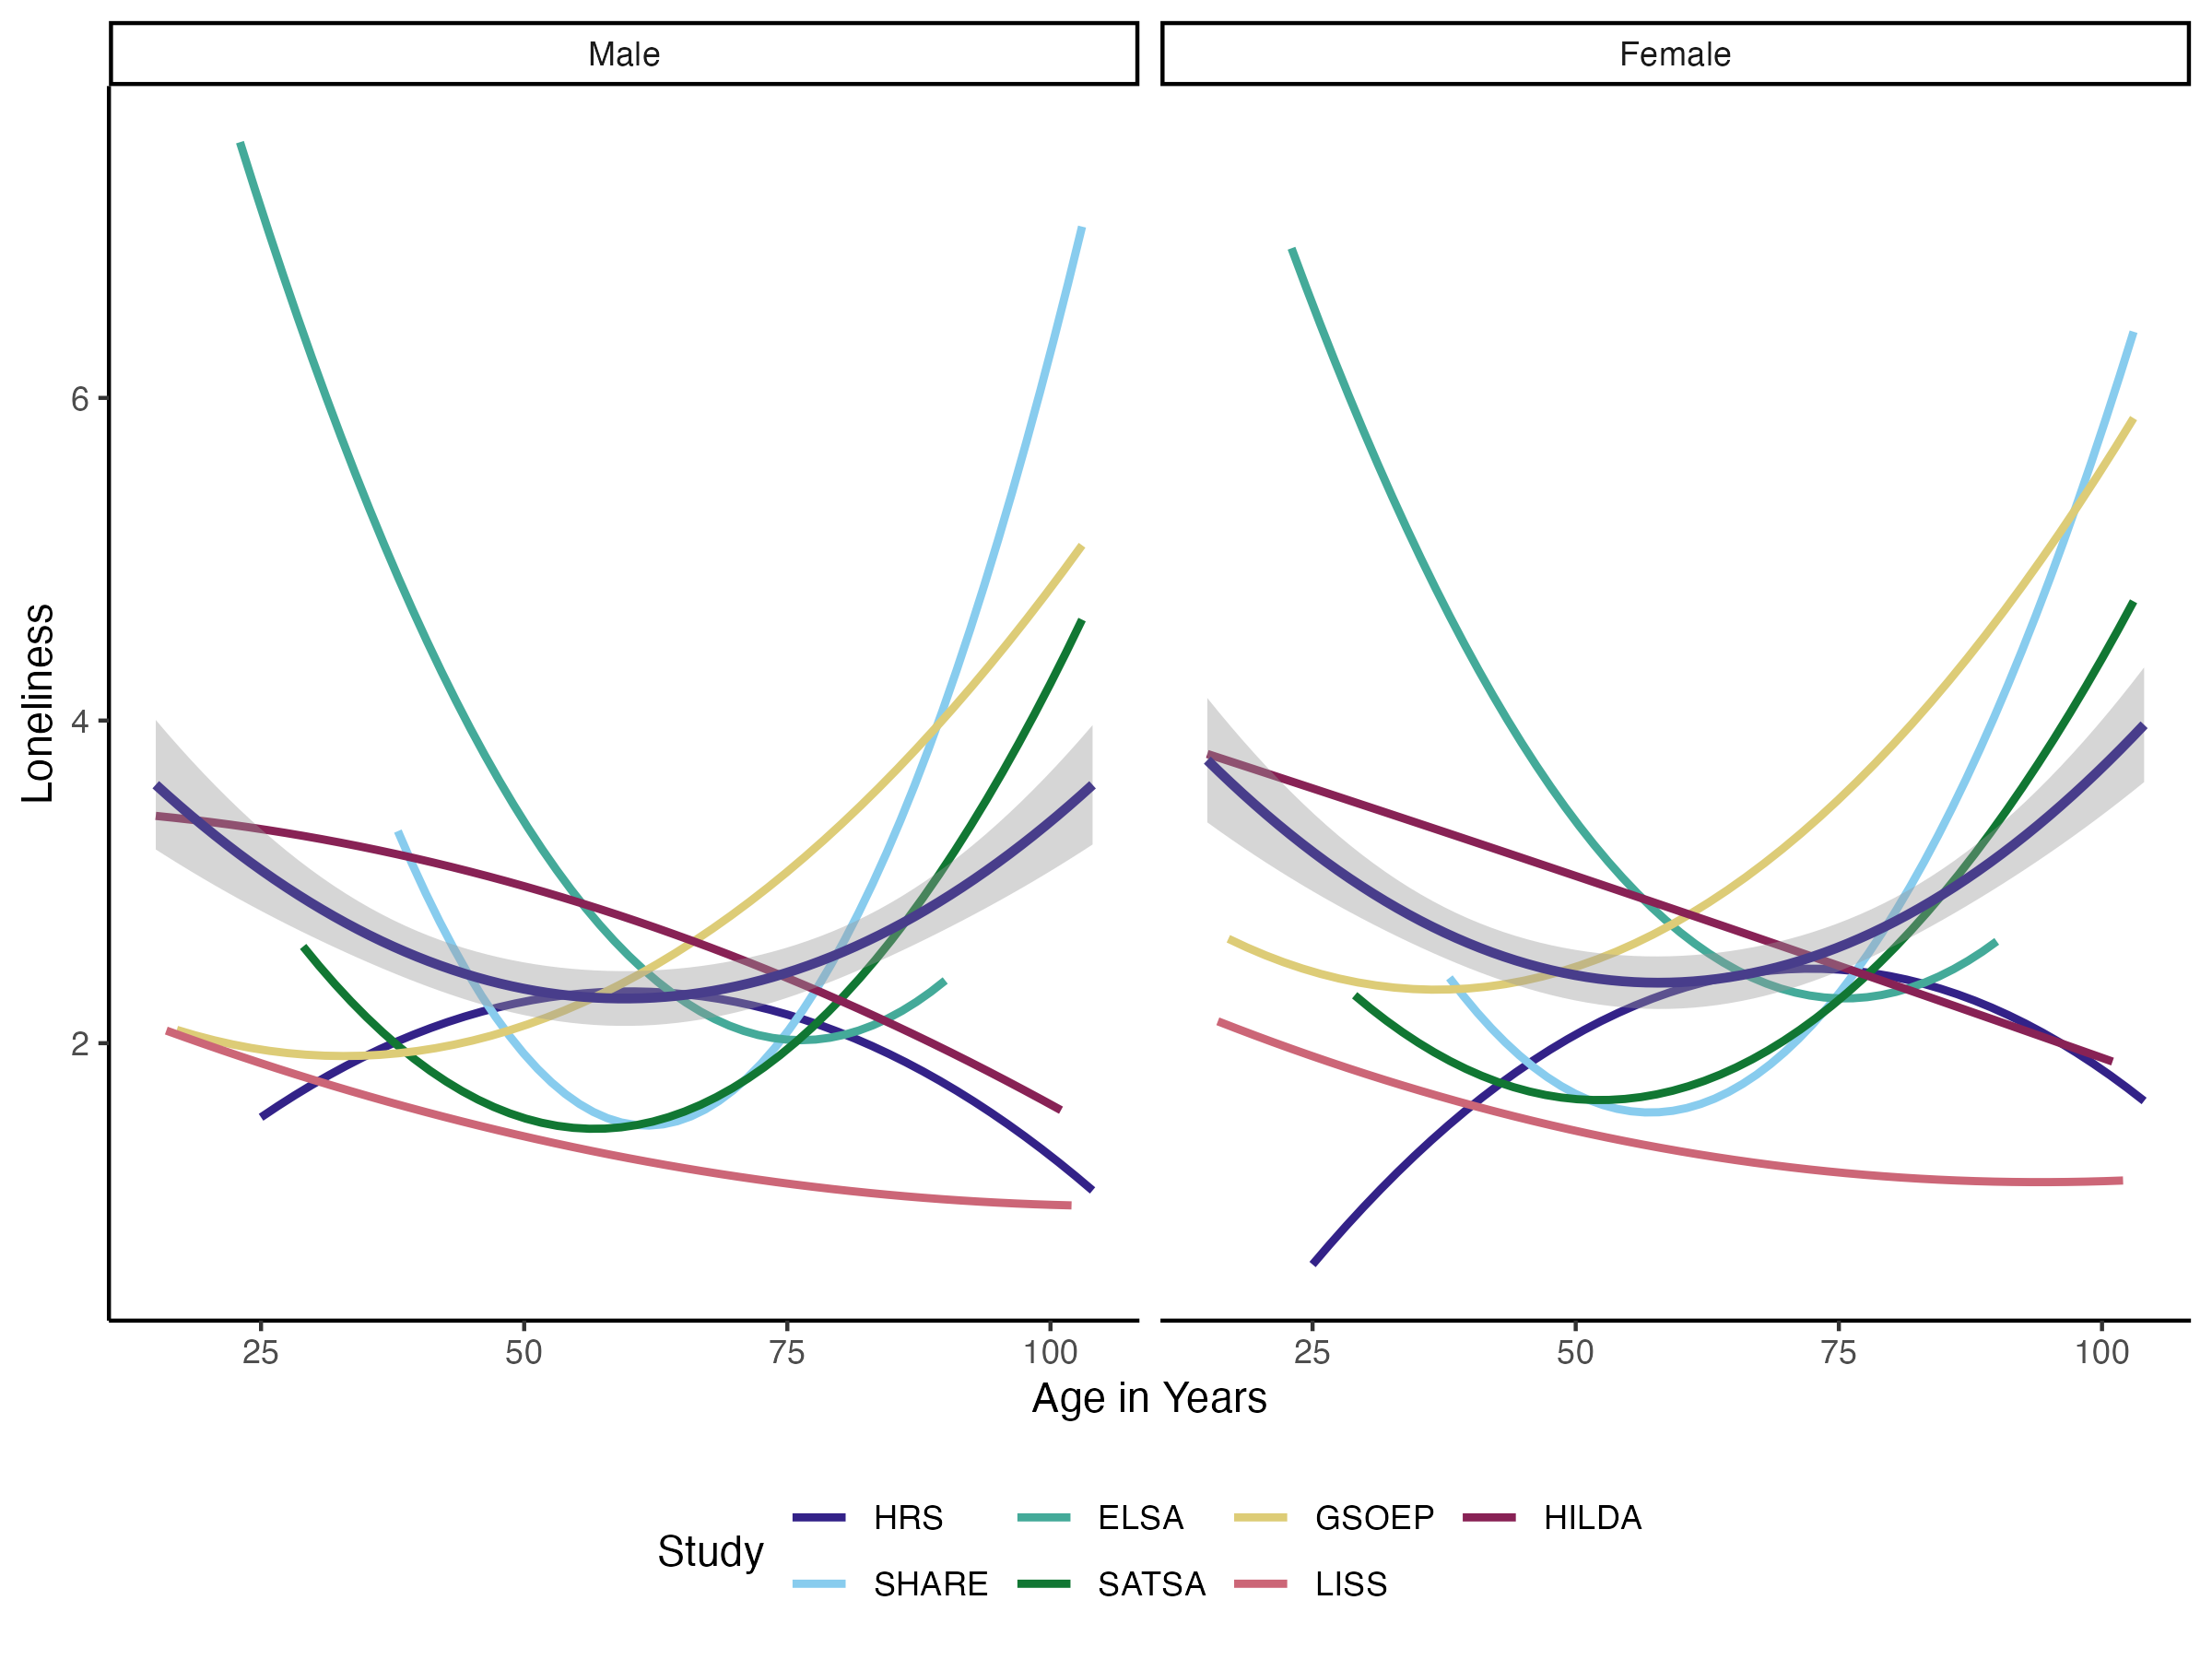 Male
Female
Loneliness
6
4
2
25 50 75 100
25 50 75 100
Age in Years
Study
HRS ELSA GSOEP HILDA
SHARE SATSA LISS